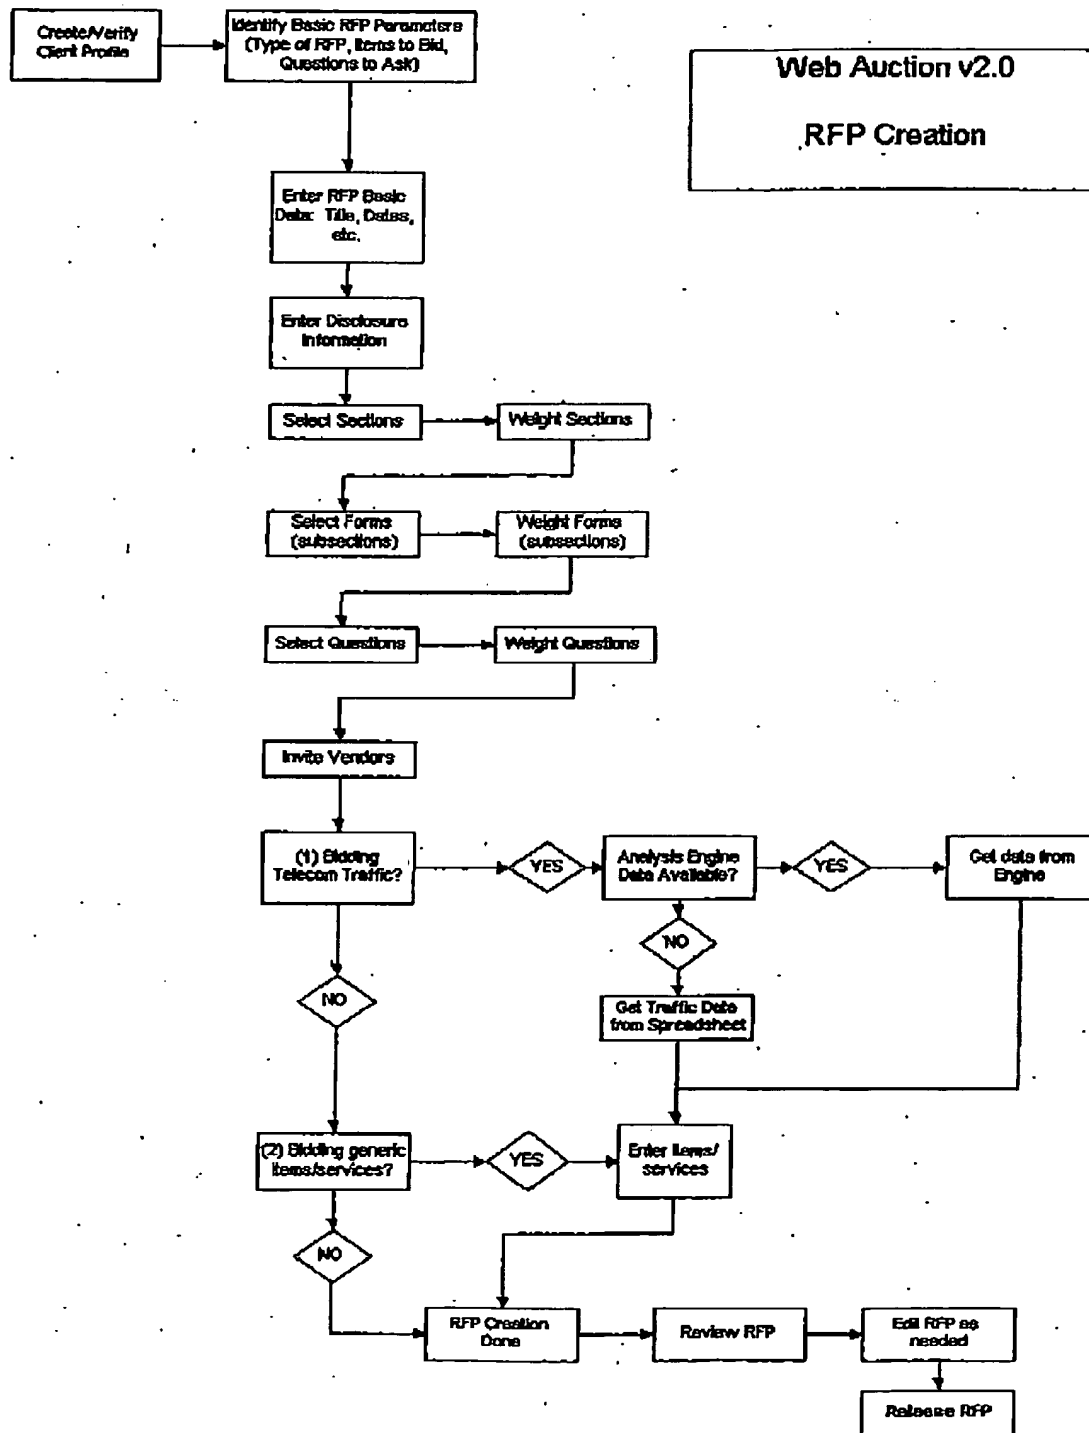 Create/Verify
Client Profile
Identify Basic RFP Parameters
(Type of RFP, Items to Bid,
Questions to Ask)
Web Auction v2.0
RFP Creation
Enter RFP Basic
Data: Title, Dates,
etc.
Enter Disclosure
Information
Select Sections
Weight Sections
Select Forms
(subsections)
Weight Forms
(subsections)
Select Questions
Weight Questions
Invite Vendors
(1) Bidding
Telecom Traffic?
YES
Analysis Engine
Data Available?
YES
Get data from
Engine
NO
NO
Get Traffic Data
from Spreadsheet
(2) Bidding generic
items/services?
YES
Enter items/
services
NO
RFP Creation
Done
Review RFP
Edit RFP as
needed
Release RFP